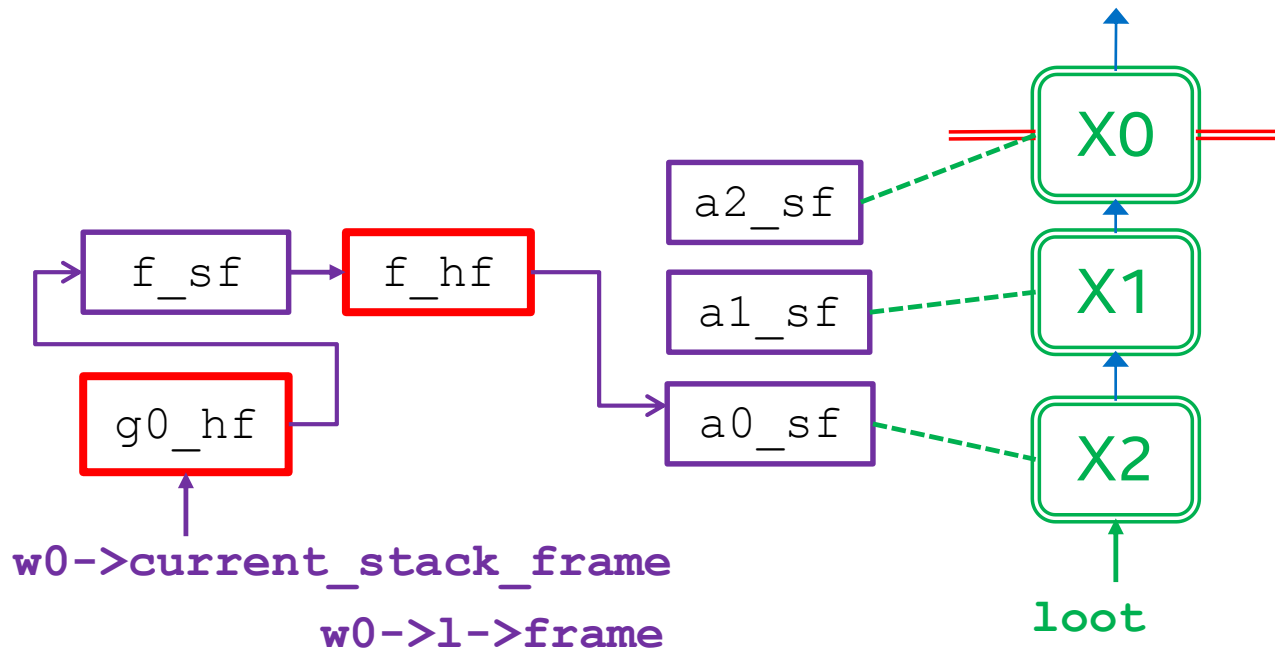 X0
a2_sf
f_sf
f_hf
a1_sf
X1
g0_hf
a0_sf
X2
w0->current_stack_frame
loot
w0->l->frame